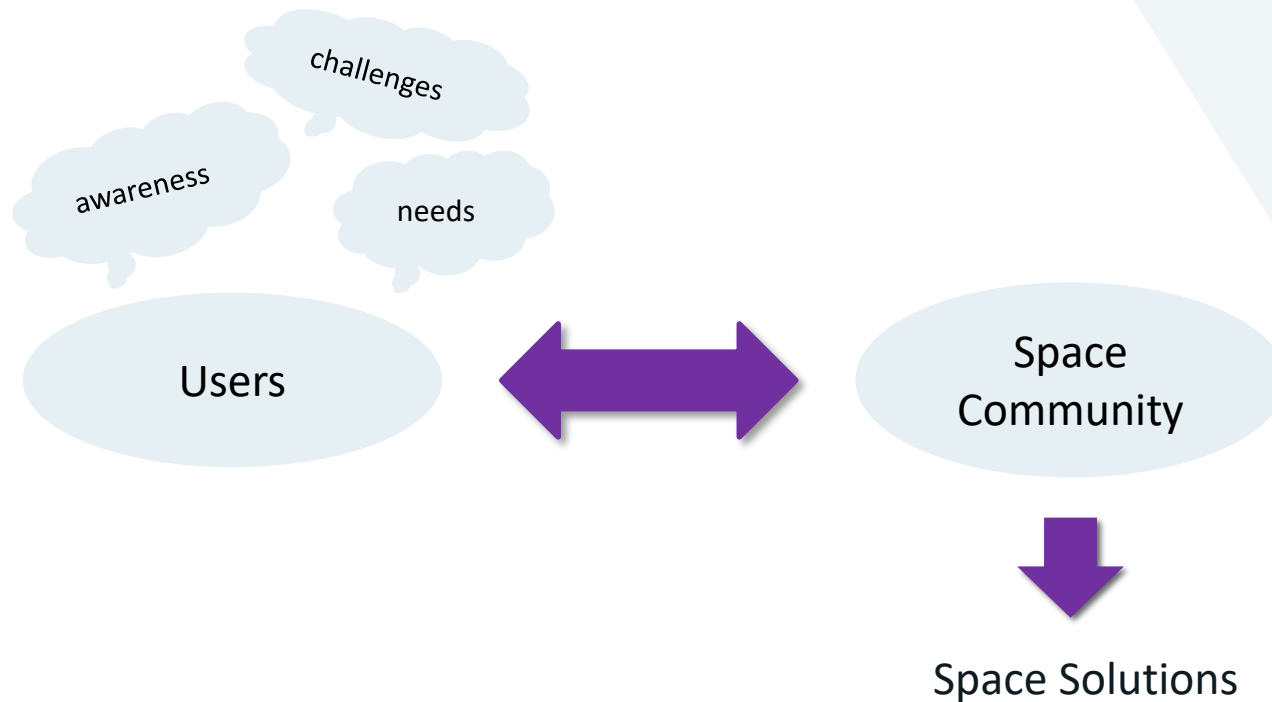 challenges
awareness
needs
Users
Space
Community
Space Solutions